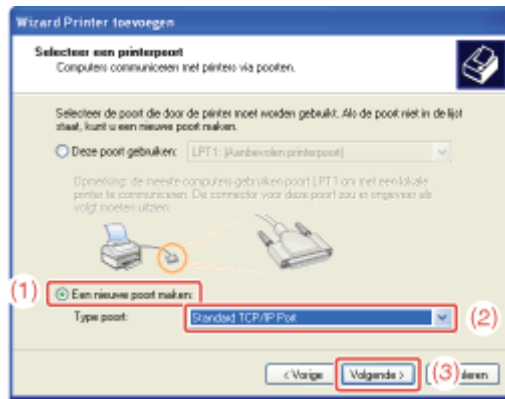 Wizard Printer toevoegen
Selecteer een printerpoort
Computers communiceren met printers via poorten.
Selecteer de poort die door de printer moet worden gebruikt. Als de poort niet in de lijst
staat, kunt u een nieuwe poort maken.
Deze poort gebruiken: LPT1: (Aanbevolen printerpoort)
Opmerking: de meeste computers gebruiken poort LPT1 om met een lokale
printer te communiceren. De connector voor deze poort zou er ongeveer als
volgt moeten uitzien:
(1) Een nieuwe poort maken:
Type poort: Standard TCP/IP Port (2)
< Vorige Volgende > (3) leren